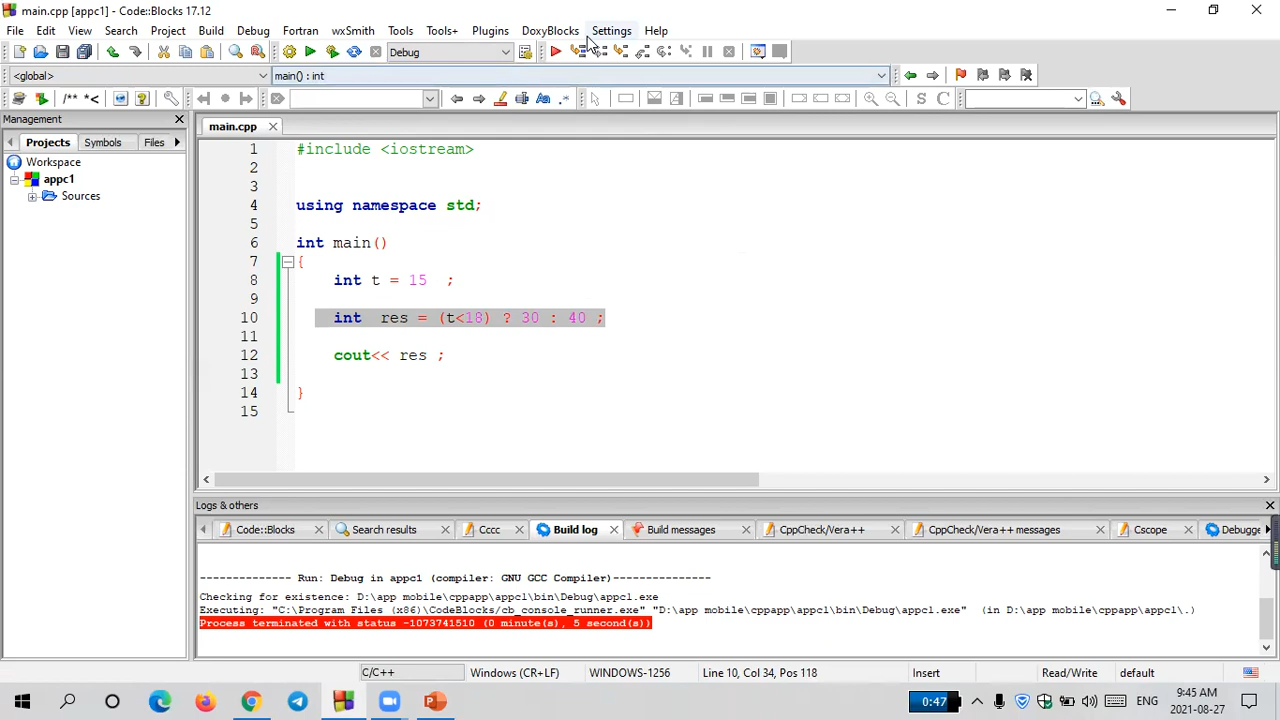 main.cpp [appc1] - Code::Blocks 17.12
File Edit View Search Project Build Debug Fortran wxSmith Tools Tools+ Plugins DoxyBlocks Settings Help
Debug
<global> main() : int
/** *<
S C
Management
Projects Symbols Files
Workspace
appc1
Sources
main.cpp
1 #include <iostream>
2
3
4 using namespace std;
5
6 int main()
7 {
8 int t = 15 ;
9
10 int res = (t<18) ? 30 : 40 ;
11
12 cout<< res ;
13
14 }
15
Logs & others
Code::Blocks Search results Cccc Build log Build messages CppCheck/Vera++ CppCheck/Vera++ messages Cscope Debugge
-------------- Run: Debug in appc1 (compiler: GNU GCC Compiler)---------------
Checking for existence: D:\app mobile\cppapp\appc1\bin\Debug\appc1.exe
Executing: "C:\Program Files (x86)\CodeBlocks/cb_console_runner.exe" "D:\app mobile\cppapp\appc1\bin\Debug\appc1.exe" (in D:\app mobile\cppapp\appc1\.)
Process terminated with status -1073741510 (0 minute(s), 5 second(s))
C/C++ Windows (CR+LF) WINDOWS-1256 Line 10, Col 34, Pos 118 Insert Read/Write default
0:47
9:45 AM
2021-08-27